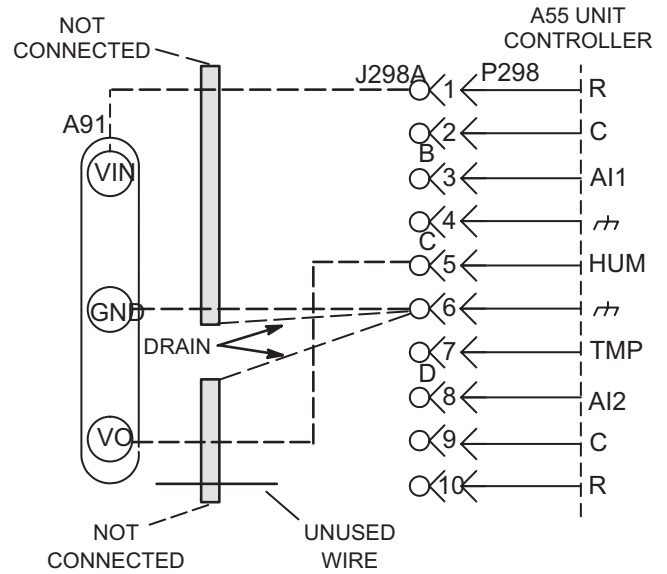 NOT
CONNECTED
A55 UNIT
CONTROLLER
J298A
P298
1
R
A91
2
C
B
VIN
3
AI1
4
C
5
HUM
GND
6
DRAIN
7
TMP
D
8
AI2
VO
9
C
10
R
NOT
CONNECTED
UNUSED
WIRE